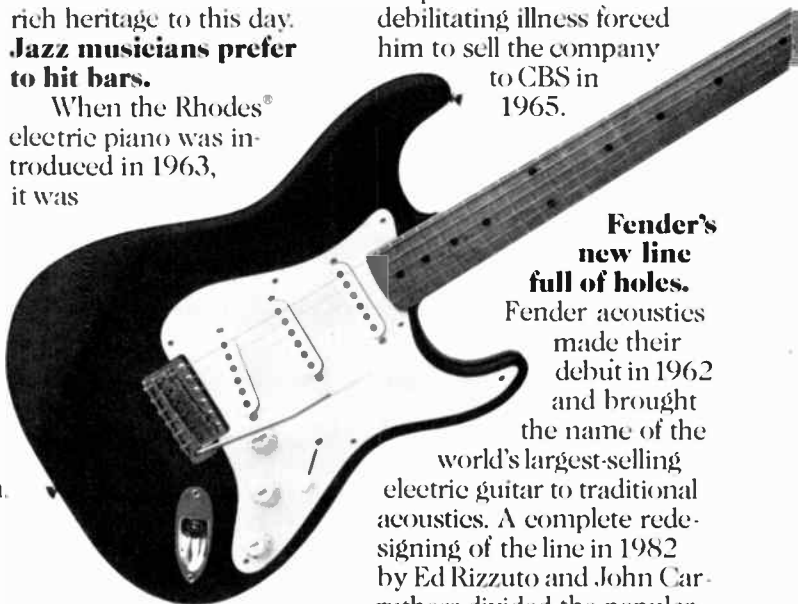 rich heritage to this day.
Jazz musicians prefer
to hit bars.
When the Rhodes®
electric piano was in-
troduced in 1963,
it was
debilitating illness forced
him to sell the company
to CBS in
1965.
Fender's
new line
full of holes.
Fender acoustics
made their
debut in 1962
and brought
the name of the
world's largest-selling
electric guitar to traditional
acoustics. A complete rede-
signing of the line in 1982
by Ed Rizzuto and John Car-